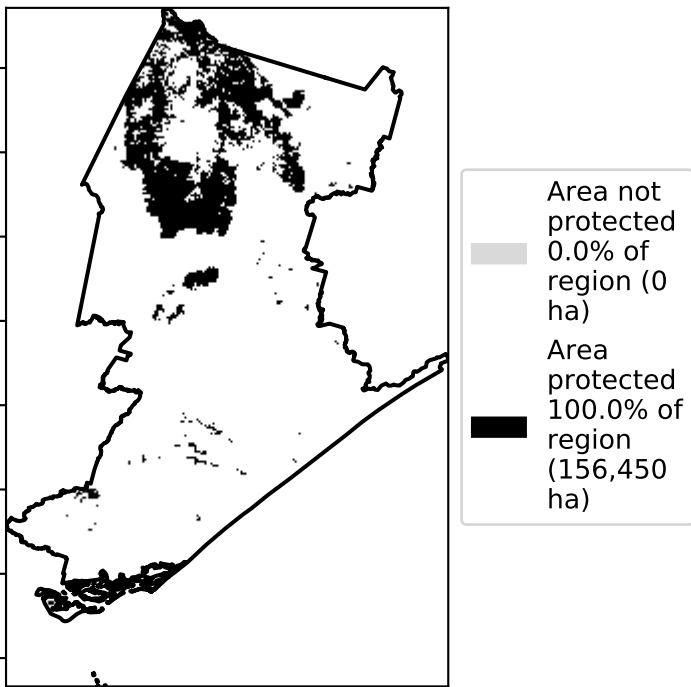 Area not
protected
0.0% of
region (0
ha)
Area
protected
100.0% of
region
(156,450
ha)